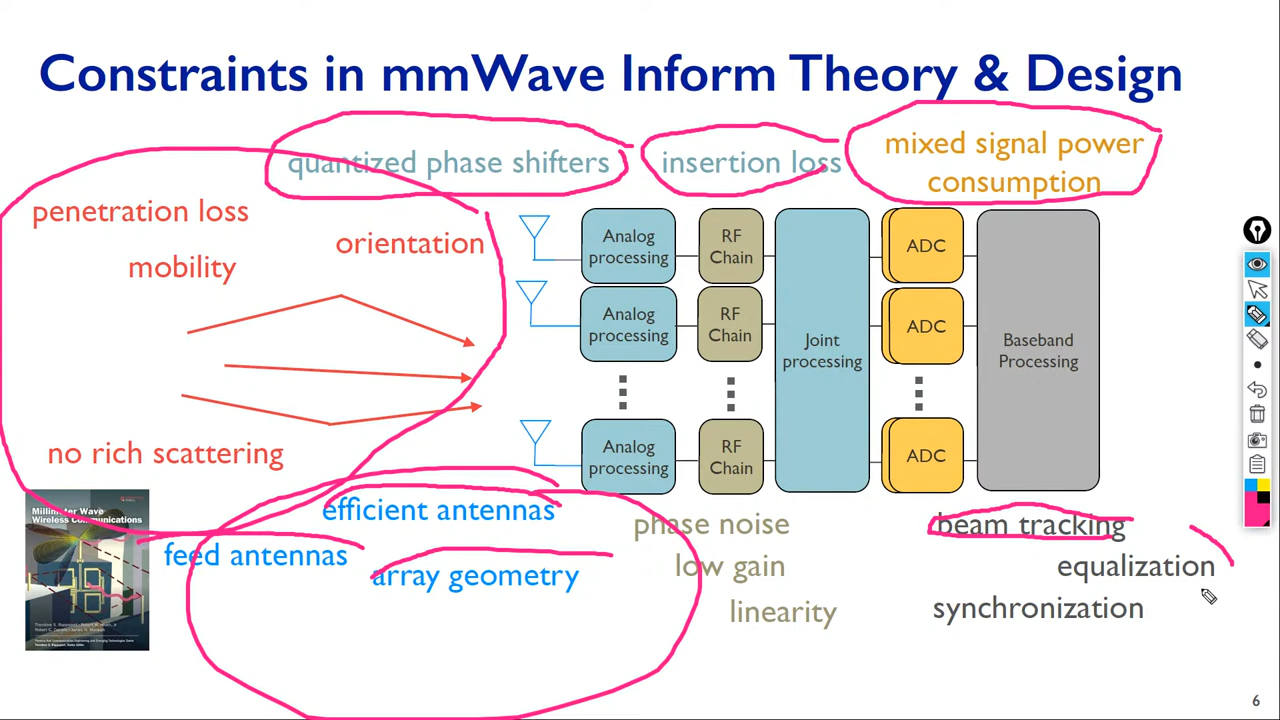 Constraints in mmWave Inform Theory & Design
quantized phase shifters
insertion loss
mixed signal power
consumption
penetration loss
orientation
mobility
no rich scattering
Analog
processing
RF
Chain
ADC
Analog
processing
RF
Chain
Joint
processing
ADC
Baseband
Processing
Analog
processing
RF
Chain
ADC
Millimeter Wave
Wireless Communications
efficient antennas
feed antennas
array geometry
phase noise
low gain
linearity
beam tracking
equalization
synchronization
6